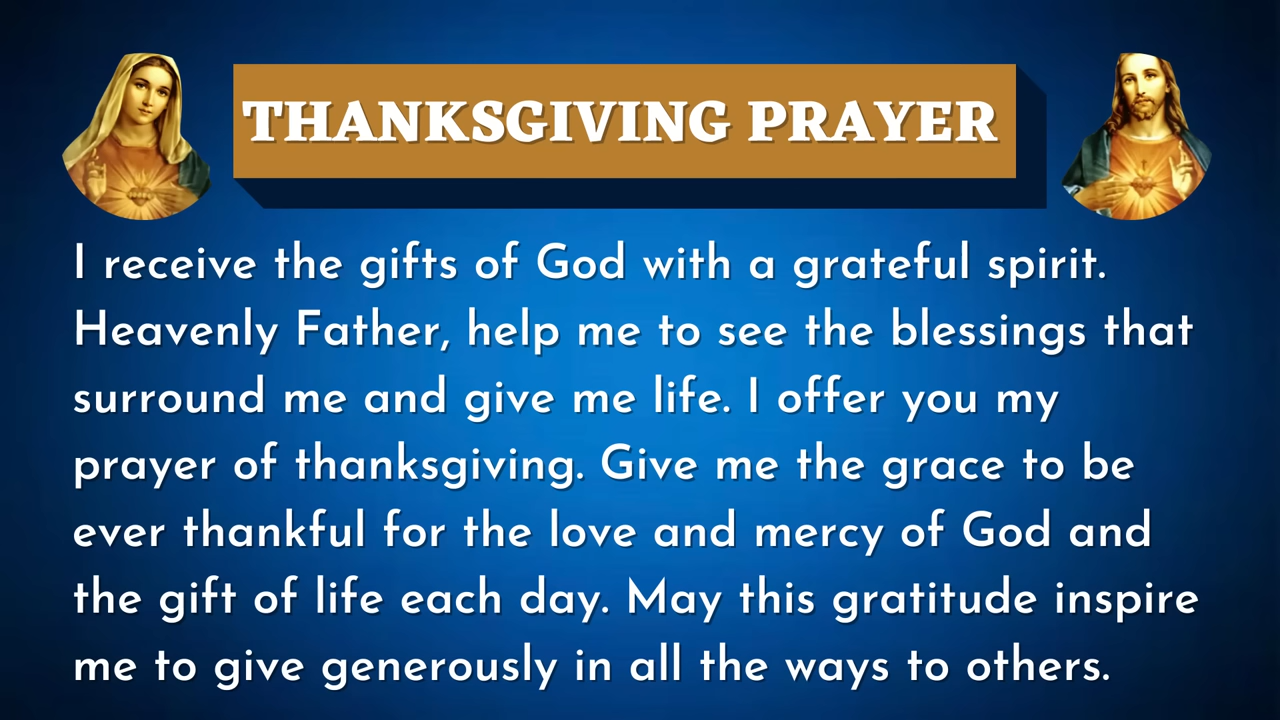 THANKSGIVING PRAYER
I receive the gifts of God with a grateful spirit.
Heavenly Father, help me to see the blessings that
surround me and give me life. I offer you my
prayer of thanksgiving. Give me the grace to be
ever thankful for the love and mercy of God and
the gift of life each day. May this gratitude inspire
me to give generously in all the ways to others.